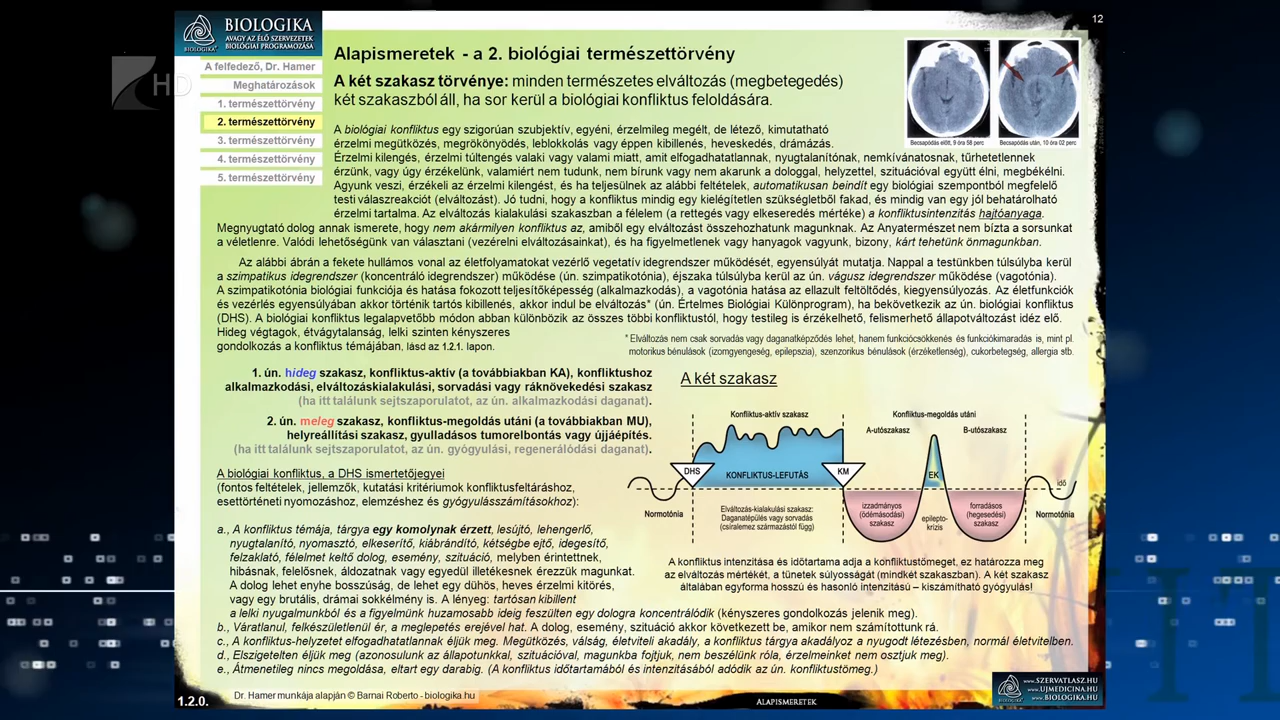 BIOLOGIKA
AVAGY AZ ÉLŐ SZERVEZETEK
BIOLÓGIAI PROGRAMOZÁSA
BIOLOGIKA
HD
12
A felfedező, Dr. Hamer
Meghatározások
1. természettörvény
2. természettörvény
3. természettörvény
4. természettörvény
5. természettörvény
Alapismeretek - a 2. biológiai természettörvény
A két szakasz törvénye: minden természetes elváltozás (megbetegedés)
két szakaszból áll, ha sor kerül a biológiai konfliktus feloldására.
Becsapódás előtt, 9 óra 58 perc
Becsapódás után, 10 óra 02 perc
A biológiai konfliktus egy szigorúan szubjektív, egyéni, érzelmileg megélt, de létező, kimutatható
érzelmi megütközés, megrökönyödés, leblokkolás vagy éppen kibillenés, heveskedés, drámázás.
Érzelmi kilengés, érzelmi túltengés valaki vagy valami miatt, amit elfogadhatatlannak, nyugtalanítónak, nemkívánatosnak, tűrhetetlennek
érzünk, vagy úgy érzékelünk, valamiért nem tudunk, nem bírunk vagy nem akarunk a dologgal, helyzettel, szituációval együtt élni, megbékélni.
Agyunk veszi, érzékeli az érzelmi kilengést, és ha teljesülnek az alábbi feltételek, automatikusan beindít egy biológiai szempontból megfelelő
testi válaszreakciót (elváltozást). Jó tudni, hogy a konfliktus mindig egy kielégítetlen szükségletből fakad, és mindig van egy jól behatárolható
érzelmi tartalma. Az elváltozás kialakulási szakaszban a félelem (a rettegés vagy elkeseredés mértéke) a konfliktusintenzitás hajtóanyaga.
Megnyugtató dolog annak ismerete, hogy nem akármilyen konfliktus az, amiből egy elváltozást összehozhatunk magunknak. Az Anyatermészet nem bízta a sorsunkat
a véletlenre. Valódi lehetőségünk van választani (vezérelni elváltozásainkat), és ha figyelmetlenek vagy hanyagok vagyunk, bizony, kárt tehetünk önmagunkban.
Az alábbi ábrán a fekete hullámos vonal az életfolyamatokat vezérlő vegetatív idegrendszer működését, egyensúlyát mutatja. Nappal a testünkben túlsúlyba kerül
a szimpatikus idegrendszer (koncentráló idegrendszer) működése (ún. szimpatikotónia), éjszaka túlsúlyba kerül az ún. vágusz idegrendszer működése (vagotónia).
A szimpatikotónia biológiai funkciója és hatása fokozott teljesítőképesség (alkalmazkodás), a vagotónia hatása az ellazult feltöltődés, kiegyensúlyozás. Az életfunkciók
és vezérlés egyensúlyában akkor történik tartós kibillenés, akkor indul be elváltozás* (ún. Értelmes Biológiai Különprogram), ha bekövetkezik az ún. biológiai konfliktus
(DHS). A biológiai konfliktus legalapvetőbb módon abban különbözik az összes többi konfliktustól, hogy testileg is érzékelhető, felismerhető állapotváltozást idéz elő.
Hideg végtagok, étvágytalanság, lelki szinten kényszeres
gondolkozás a konfliktus témájában, lásd az 1.2.1. lapon.
* Elváltozás nem csak sorvadás vagy daganatképződés lehet, hanem funkciócsökkenés és funkciókimaradás is, mint pl.
motorikus bénulások (izomgyengeség, epilepszia), szenzorikus bénulások (érzéketlenség), cukorbetegség, allergia stb.
1. ún. hideg szakasz, konfliktus-aktív (a továbbiakban KA), konfliktushoz
alkalmazkodási, elváltozáskialakulási, sorvadási vagy ráknövekedési szakasz
(ha itt találunk sejtszaporulatot, az ún. alkalmazkodási daganat).
2. ún. meleg szakasz, konfliktus-megoldás utáni (a továbbiakban MU),
helyreállítási szakasz, gyulladásos tumorelbontás vagy újjáépítés.
(ha itt találunk sejtszaporulatot, az ún. gyógyulási, regenerálódási daganat).
A két szakasz
Konfliktus-aktív szakasz
Konfliktus-megoldás utáni
A-utószakasz
B-utószakasz
DHS
KONFLIKTUS-LEFUTÁS
KM
EK
idő
Normotónia
Elváltozás-kialakulási szakasz:
Daganatépülés vagy sorvadás
(csíralemez származástól függ)
izzadmányos
(ödémásodási)
szakasz
epilepto-
krízis
forradásos
(hegesedési)
szakasz
Normotónia
A konfliktus intenzitása és időtartama adja a konfliktustömeget, ez határozza meg
az elváltozás mértékét, a tünetek súlyosságát (mindkét szakaszban). A két szakasz
általában egyforma hosszú és hasonló intenzitású – kiszámítható gyógyulás!
A biológiai konfliktus, a DHS ismertetőjegyei
(fontos feltételek, jellemzők, kutatási kritériumok konfliktusfeltáráshoz,
esettörténeti nyomozáshoz, elemzéshez és gyógyulásszámításokhoz):
a., A konfliktus témája, tárgya egy komolynak érzett, lesújtó, lehengerlő,
nyugtalanító, nyomasztó, elkeserítő, kiábrándító, kétségbe ejtő, idegesítő,
felzaklató, félelmet keltő dolog, esemény, szituáció, melyben érintettnek,
hibásnak, felelősnek, áldozatnak vagy egyedül illetékesnek érezzük magunkat.
A dolog lehet enyhe bosszúság, de lehet egy dühös, heves érzelmi kitörés,
vagy egy brutális, drámai sokkélmény is. A lényeg: tartósan kibillent
a lelki nyugalmunkból és a figyelmünk huzamosabb ideig feszülten egy dologra koncentrálódik (kényszeres gondolkozás jelenik meg).
b., Váratlanul, felkészületlenül ér, a meglepetés erejével hat. A dolog, esemény, szituáció akkor következett be, amikor nem számítottunk rá.
c., A konfliktus-helyzetet elfogadhatatlannak éljük meg. Megütközés, válság, életviteli akadály, a konfliktus tárgya akadályoz a nyugodt létezésben, normál életvitelben.
d., Elszigetelten éljük meg (azonosulunk az állapotunkkal, szituációval, magunkba fojtjuk, nem beszélünk róla, érzelmeinket nem osztjuk meg).
e., Átmenetileg nincs megoldása, eltart egy darabig. (A konfliktus időtartamából és intenzitásából adódik az ún. konfliktustömeg.)
1.2.0.
Dr. Hamer munkája alapján © Barnai Roberto - biologika.hu
ALAPISMERETEK
BIOLOGIKA
www.SZERVATLASZ.HU
www.UJMEDICINA.HU
www.BIOLOGIKA.HU